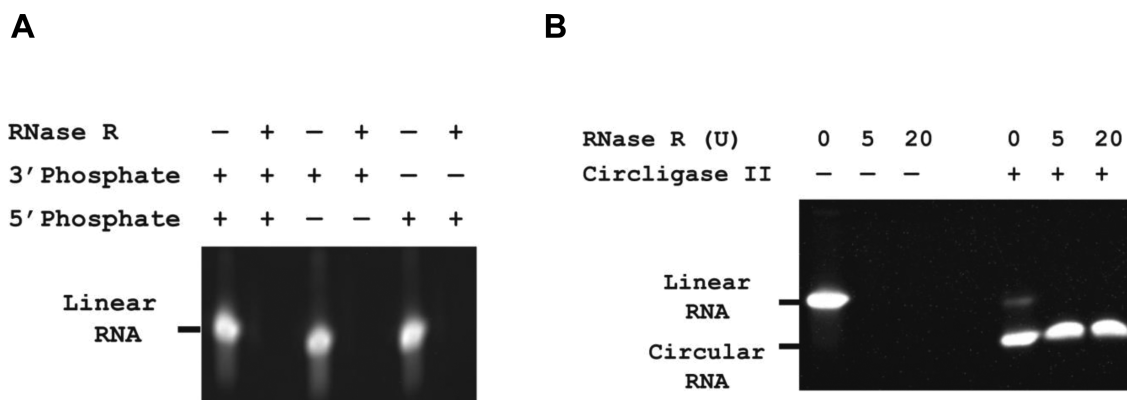 A
RNase R − + − + − +
3′Phosphate + + + + − −
5′Phosphate + + − − + +
Linear
RNA
B
RNase R (U) 0 5 20 0 5 20
Circligase II − − − + + +
Linear
RNA
Circular
RNA